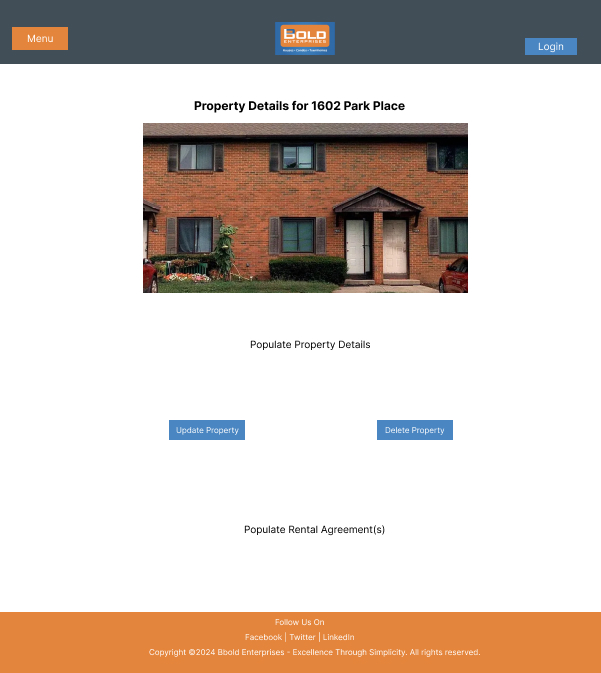 Menu
bOLD
ENTERPRISES
Login
Property Details for 1602 Park Place
Populate Property Details
Update Property
Delete Property
Populate Rental Agreement(s)
Follow Us On
Facebook | Twitter | LinkedIn
Copyright ©2024 Bbold Enterprises - Excellence Through Simplicity. All rights reserved.